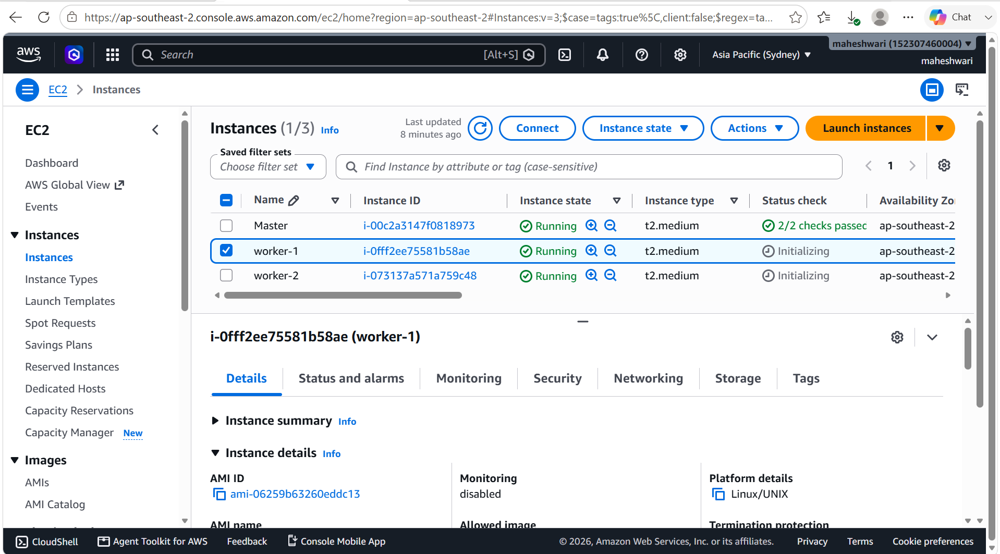 https://ap-southeast-2.console.aws.amazon.com/ec2/home?region=ap-southeast-2#Instances:v=3;$case=tags:true%5C,client:false;$regex=ta...
Chat
aws
Search
[Alt+S]
Asia Pacific (Sydney)
maheshwari (152307460004)
maheshwari
EC2
Instances
EC2
Dashboard
AWS Global View
Events
Instances
Instances
Instance Types
Launch Templates
Spot Requests
Savings Plans
Reserved Instances
Dedicated Hosts
Capacity Reservations
Capacity Manager New
Images
AMIs
AMI Catalog
Instances (1/3) Info
Last updated
8 minutes ago
Connect
Instance state
Actions
Launch instances
Saved filter sets
Choose filter set
Find Instance by attribute or tag (case-sensitive)
1
Name Instance ID Instance state Instance type Status check Availability Zo
Master i-00c2a3147f0818973 Running t2.medium 2/2 checks passed ap-southeast-2
worker-1 i-0fff2ee75581b58ae Running t2.medium Initializing ap-southeast-2
worker-2 i-073137a571a759c48 Running t2.medium Initializing ap-southeast-2
i-0fff2ee75581b58ae (worker-1)
Details Status and alarms Monitoring Security Networking Storage Tags
Instance summary Info
Instance details Info
AMI ID
ami-06259b63260eddc13
Monitoring
disabled
Platform details
Linux/UNIX
AMI name
Allowed image
Termination protection
CloudShell Agent Toolkit for AWS Feedback Console Mobile App © 2026, Amazon Web Services, Inc. or its affiliates. Privacy Terms Cookie preferences